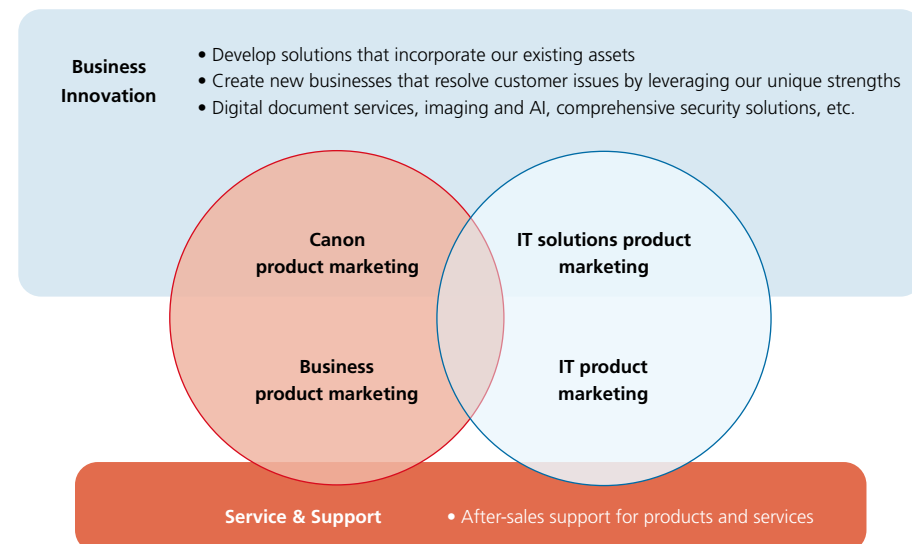 Business
Innovation
• Develop solutions that incorporate our existing assets
• Create new businesses that resolve customer issues by leveraging our unique strengths
• Digital document services, imaging and AI, comprehensive security solutions, etc.
Canon
product marketing
IT solutions product
marketing
Business
product marketing
IT product
marketing
Service & Support
• After-sales support for products and services